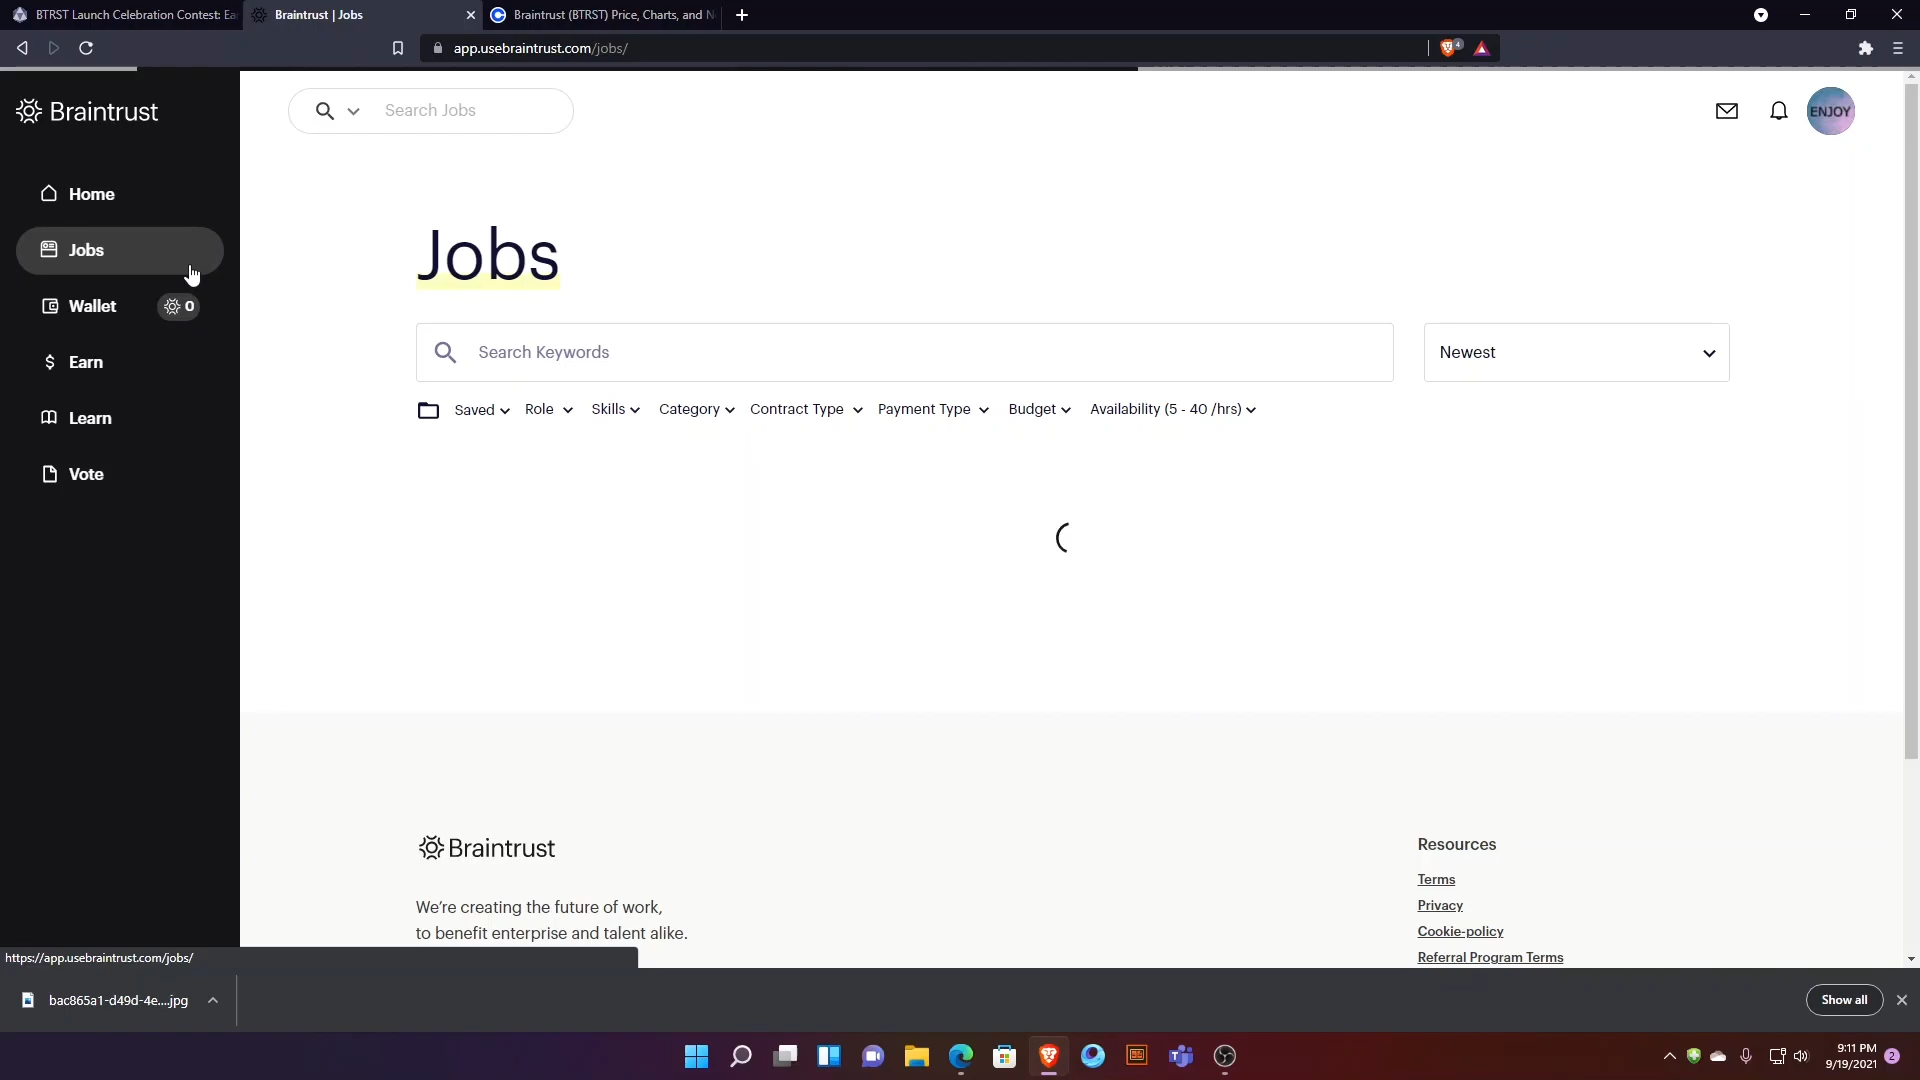 BTRST Launch Celebration Contest: Ea
Braintrust | Jobs
Braintrust (BTRST) Price, Charts, and N
app.usebraintrust.com/jobs/
4
Braintrust
Search Jobs
ENJOY
Home
Jobs
Wallet
0
Earn
Learn
Vote
Jobs
Search Keywords
Newest
Saved
Role
Skills
Category
Contract Type
Payment Type
Budget
Availability (5 - 40 /hrs)
Braintrust
We're creating the future of work,
to benefit enterprise and talent alike.
Resources
Terms
Privacy
Cookie-policy
Referral Program Terms
https://app.usebraintrust.com/jobs/
bac865a1-d49d-4e....jpg
Show all
9:11 PM
9/19/2021
2